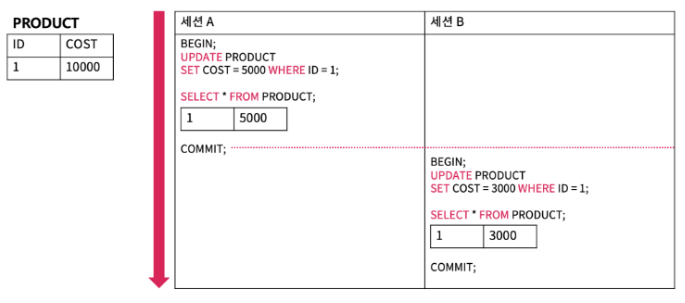 PRODUCT
ID COST
1 10000
세션 A
BEGIN;
UPDATE PRODUCT
SET COST = 5000 WHERE ID = 1;
SELECT * FROM PRODUCT;
1 5000
COMMIT;
세션 B
BEGIN;
UPDATE PRODUCT
SET COST = 3000 WHERE ID = 1;
SELECT * FROM PRODUCT;
1 3000
COMMIT;